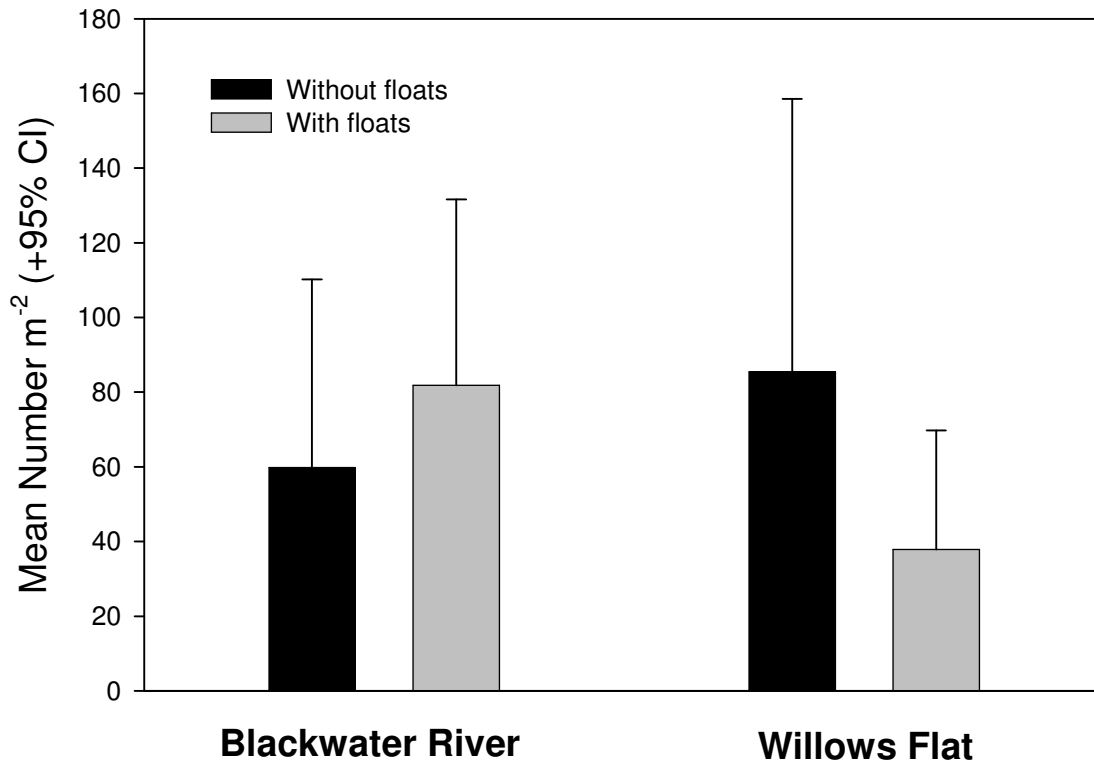 Mean Number m⁻² (+95% CI)
180
160
140
120
100
80
60
40
20
0
Without floats
With floats
Blackwater River
Willows Flat